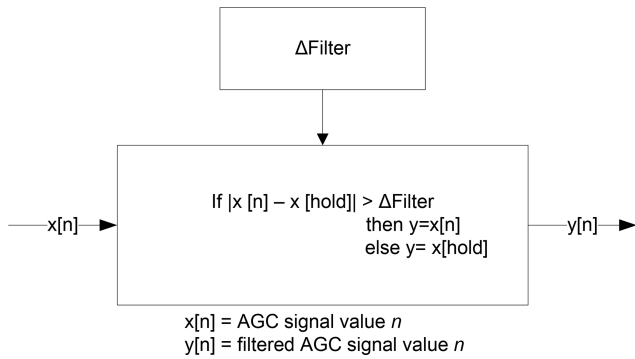 ΔFilter
If |x [n] – x [hold]| > ΔFilter
then y=x[n]
else y= x[hold]
x[n]
y[n]
x[n] = AGC signal value n
y[n] = filtered AGC signal value n